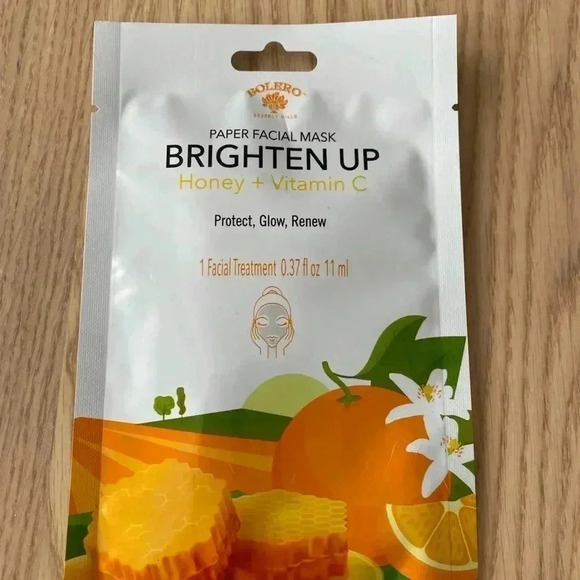 BOLERO™
BEVERLY HILLS
PAPER FACIAL MASK
BRIGHTEN UP
Honey + Vitamin C
Protect, Glow, Renew
1 Facial Treatment 0.37 fl oz 11 ml